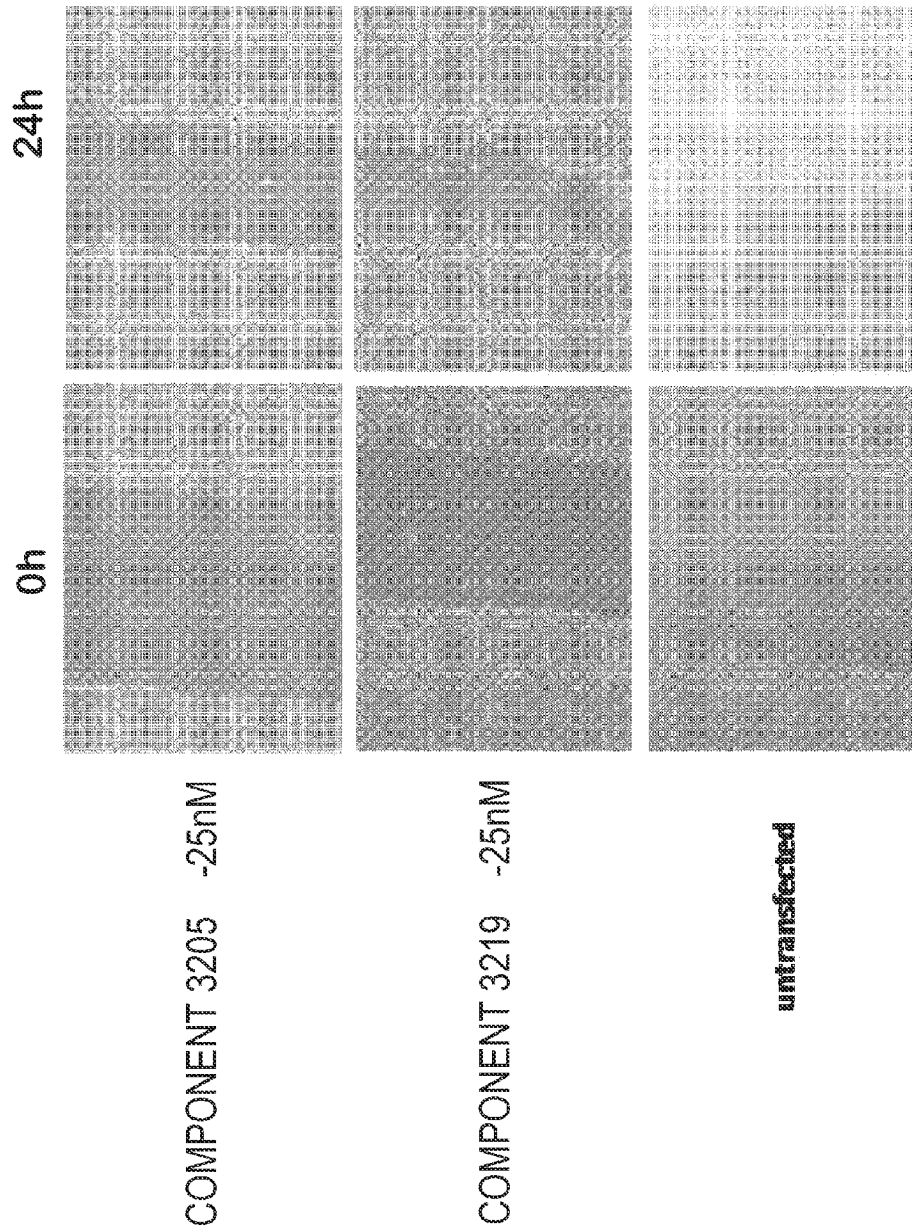 0h
24h
COMPONENT 3205 -25nM
COMPONENT 3219 -25nM
untransfected